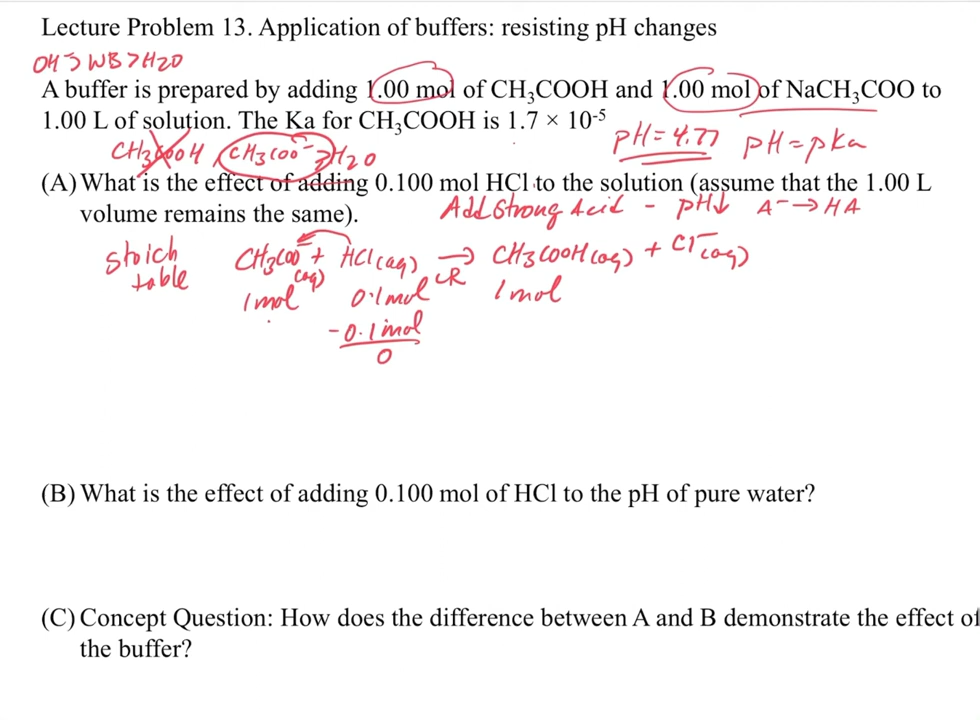 Lecture Problem 13. Application of buffers: resisting pH changes
OH > WB > H2O
A buffer is prepared by adding 1.00 mol of CH₃COOH and 1.00 mol of NaCH₃COO to
1.00 L of solution. The Ka for CH₃COOH is 1.7 × 10⁻⁵
pH = 4.77 pH = pKa
CH3COOH, CH3COO⁻, H2O
(A) What is the effect of adding 0.100 mol HCl to the solution (assume that the 1.00 L
volume remains the same).
Add Strong Acid - pH↓ A⁻ → HA
stoich table
CH3COO⁻ (aq) + HCl (aq) → CR CH3COOH (aq) + Cl⁻ (aq)
1 mol 0.1 mol 1 mol
-0.1 mol
0
(B) What is the effect of adding 0.100 mol of HCl to the pH of pure water?
(C) Concept Question: How does the difference between A and B demonstrate the effect of
the buffer?